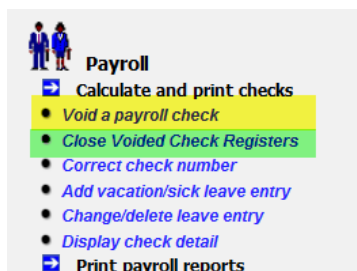 Payroll
Calculate and print checks
Void a payroll check
Close Voided Check Registers
Correct check number
Add vacation/sick leave entry
Change/delete leave entry
Display check detail
Print payroll reports